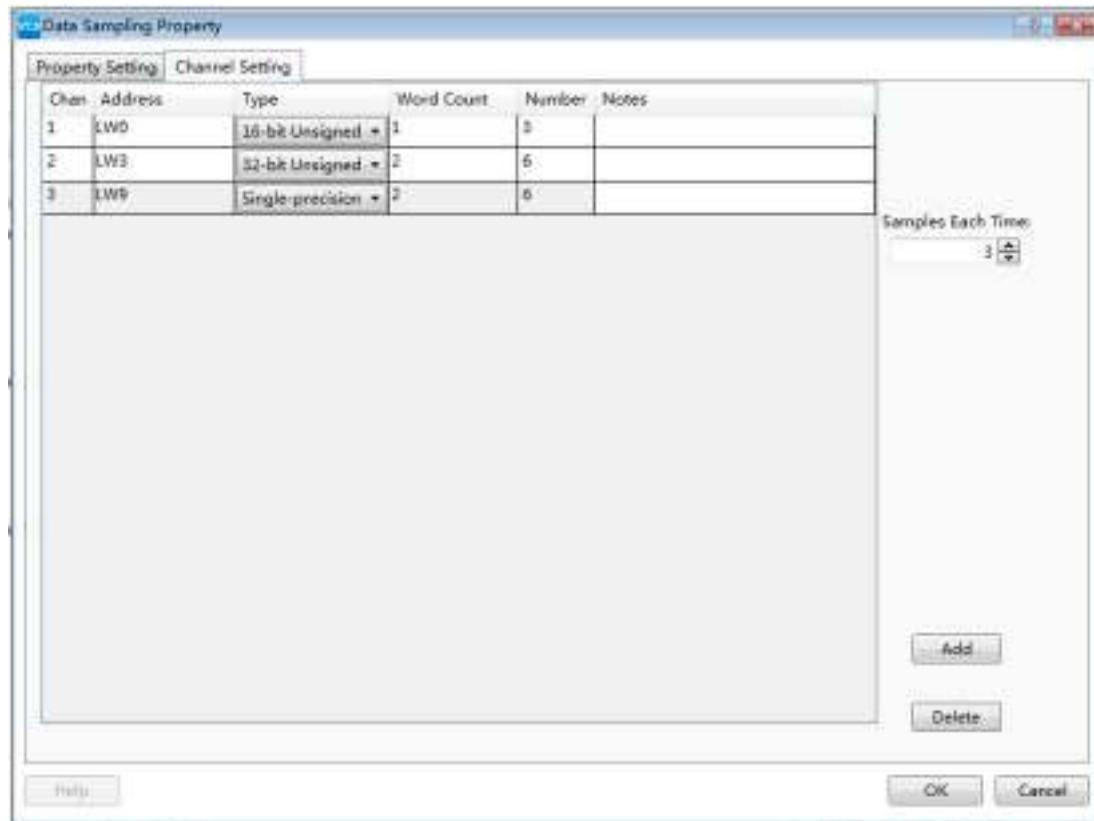 Data Sampling Property
Property Setting Channel Setting
Chan Address Type Word Count Number Notes
1 LW0 16-bit Unsigned 1 3
2 LW3 32-bit Unsigned 2 6
3 LW9 Single-precision 2 6
Samples Each Time:
3
Add
Delete
Help OK Cancel